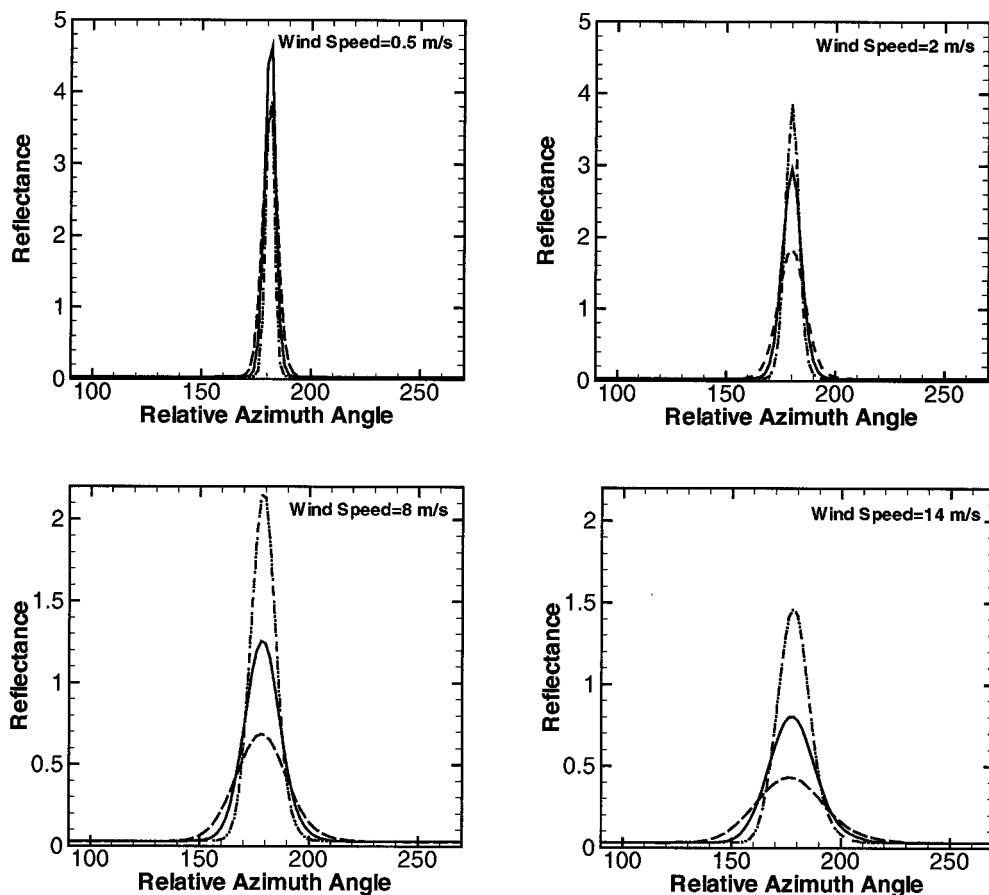 Wind Speed=0.5 m/s
5
4
3
2
1
0
Reflectance
100 150 200 250
Relative Azimuth Angle
Wind Speed=2 m/s
5
4
3
2
1
0
Reflectance
100 150 200 250
Relative Azimuth Angle
Wind Speed=8 m/s
2
1.5
1
0.5
0
Reflectance
100 150 200 250
Relative Azimuth Angle
Wind Speed=14 m/s
2
1.5
1
0.5
0
Reflectance
100 150 200 250
Relative Azimuth Angle